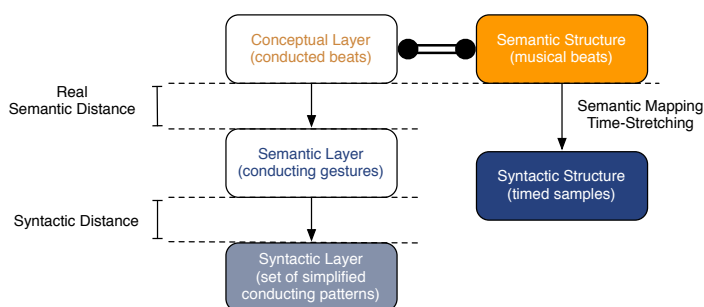 Conceptual Layer
(conducted beats)
Semantic Structure
(musical beats)
Real
Semantic Distance
Semantic Mapping
Time-Stretching
Semantic Layer
(conducting gestures)
Syntactic Structure
(timed samples)
Syntactic Distance
Syntactic Layer
(set of simplified
conducting patterns)